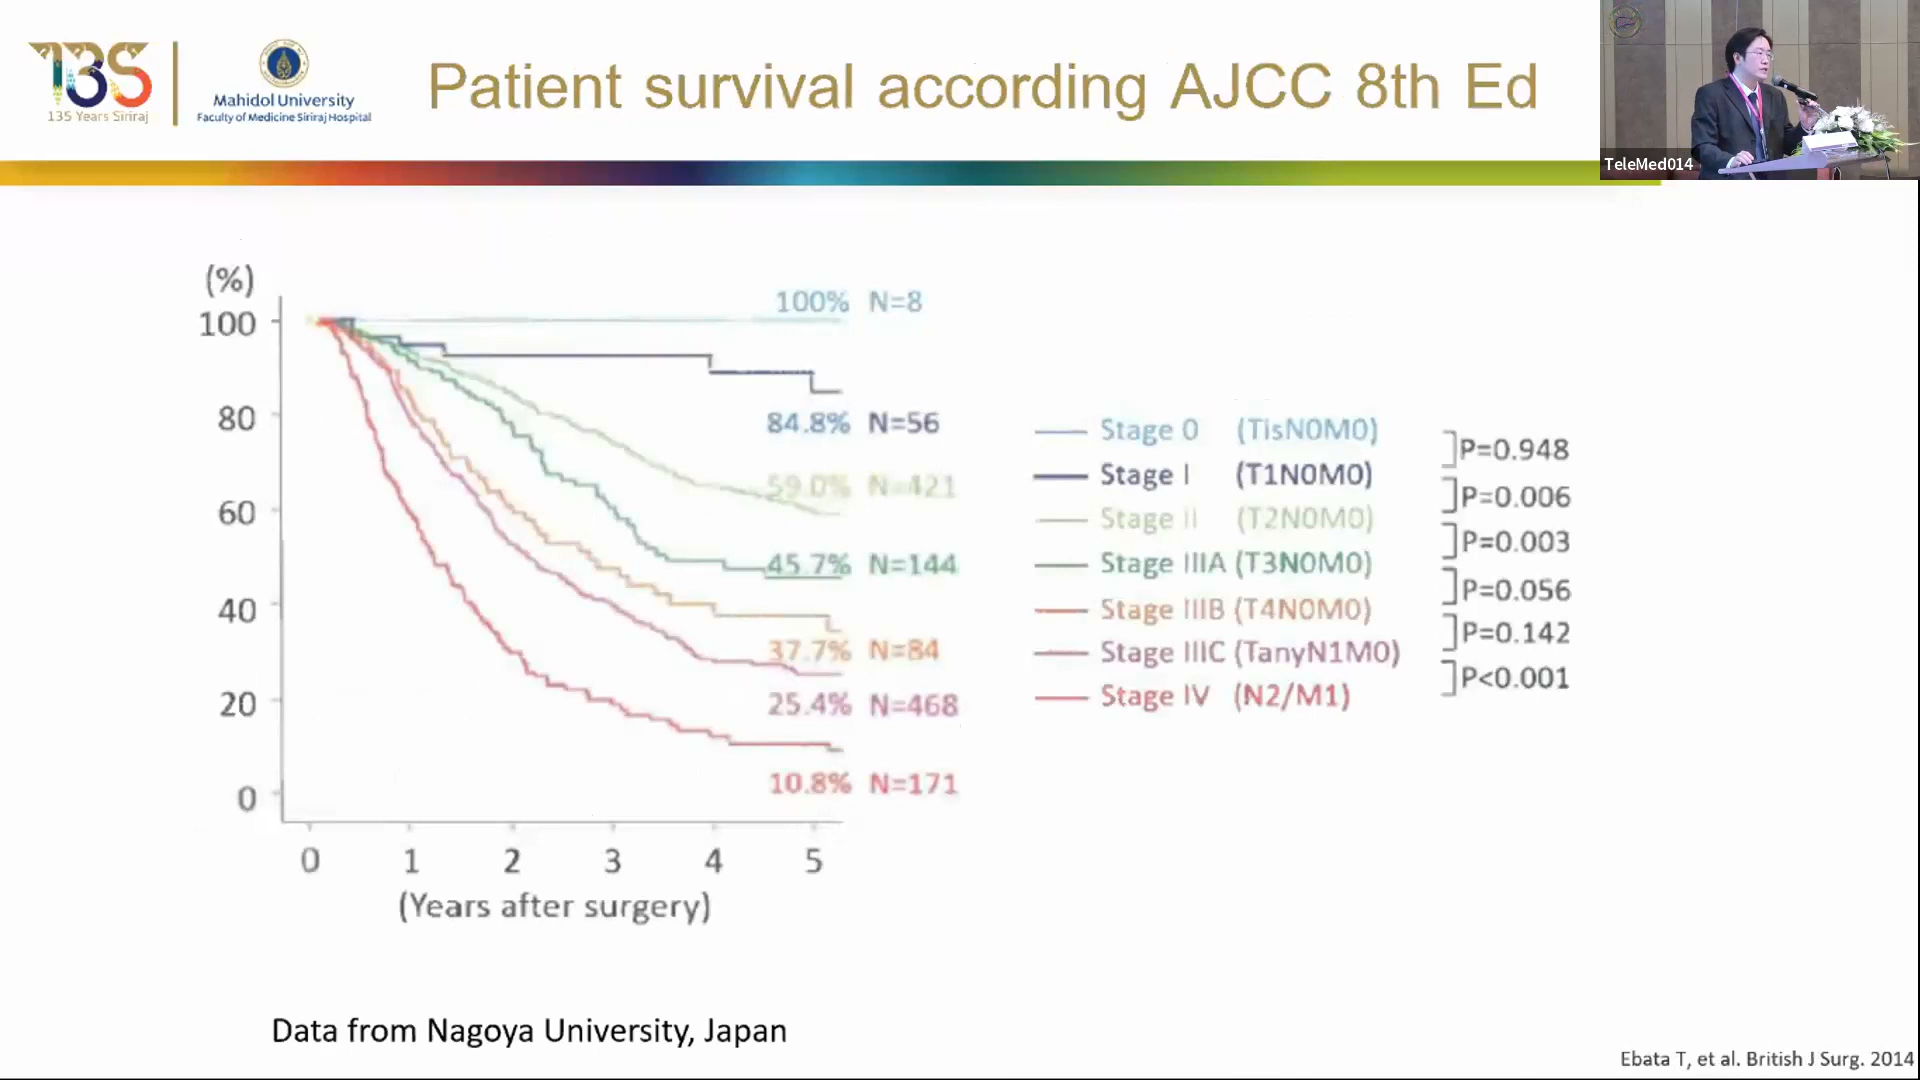 135
135 Years Siriraj
Mahidol University
Faculty of Medicine Siriraj Hospital
Patient survival according AJCC 8th Ed
TeleMed014
(%)
100
80
60
40
20
0
0 1 2 3 4 5
(Years after surgery)
100% N=8
84.8% N=56
59.0% N=421
45.7% N=144
37.7% N=84
25.4% N=468
10.8% N=171
Stage 0 (TisN0M0)
Stage I (T1N0M0)
Stage II (T2N0M0)
Stage IIIA (T3N0M0)
Stage IIIB (T4N0M0)
Stage IIIC (TanyN1M0)
Stage IV (N2/M1)
P=0.948
P=0.006
P=0.003
P=0.056
P=0.142
P<0.001
Data from Nagoya University, Japan
Ebata T, et al. British J Surg. 2014